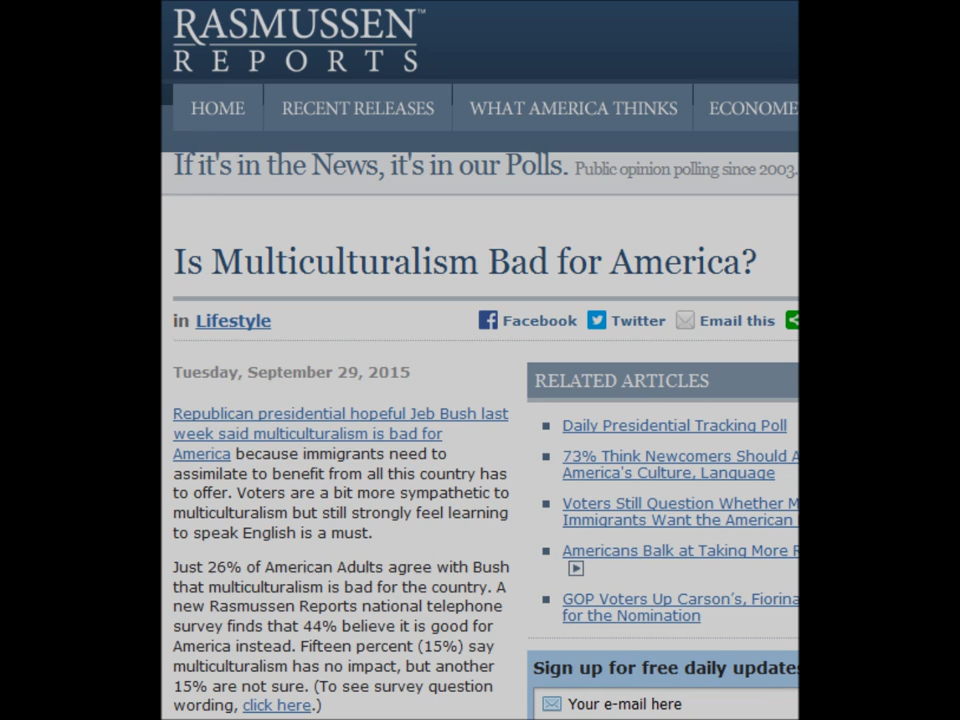 RASMUSSEN™
REPORTS
HOME
RECENT RELEASES
WHAT AMERICA THINKS
ECONOME
If it's in the News, it's in our Polls. Public opinion polling since 2003.
Is Multiculturalism Bad for America?
in Lifestyle
Facebook
Twitter
Email this
Tuesday, September 29, 2015
Republican presidential hopeful Jeb Bush last
week said multiculturalism is bad for
America because immigrants need to
assimilate to benefit from all this country has
to offer. Voters are a bit more sympathetic to
multiculturalism but still strongly feel learning
to speak English is a must.
Just 26% of American Adults agree with Bush
that multiculturalism is bad for the country. A
new Rasmussen Reports national telephone
survey finds that 44% believe it is good for
America instead. Fifteen percent (15%) say
multiculturalism has no impact, but another
15% are not sure. (To see survey question
wording, click here.)
RELATED ARTICLES
Daily Presidential Tracking Poll
73% Think Newcomers Should A
America's Culture, Language
Voters Still Question Whether M
Immigrants Want the American
Americans Balk at Taking More R
GOP Voters Up Carson's, Fiorina
for the Nomination
Sign up for free daily updates
Your e-mail here